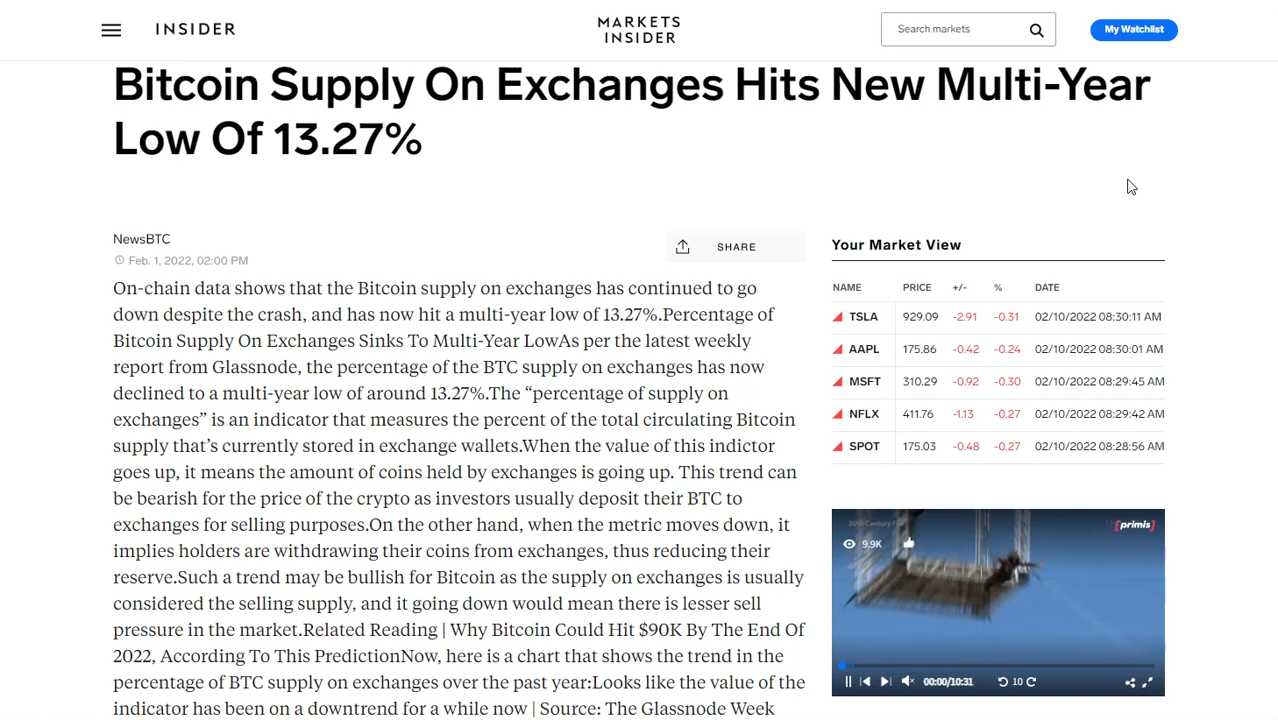 INSIDER
MARKETS
INSIDER
Search markets
My Watchlist
Bitcoin Supply On Exchanges Hits New Multi-Year
Low Of 13.27%
NewsBTC
Feb. 1, 2022, 02:00 PM
SHARE
On-chain data shows that the Bitcoin supply on exchanges has continued to go
down despite the crash, and has now hit a multi-year low of 13.27%.Percentage of
Bitcoin Supply On Exchanges Sinks To Multi-Year LowAs per the latest weekly
report from Glassnode, the percentage of the BTC supply on exchanges has now
declined to a multi-year low of around 13.27%.The “percentage of supply on
exchanges” is an indicator that measures the percent of the total circulating Bitcoin
supply that’s currently stored in exchange wallets.When the value of this indictor
goes up, it means the amount of coins held by exchanges is going up. This trend can
be bearish for the price of the crypto as investors usually deposit their BTC to
exchanges for selling purposes.On the other hand, when the metric moves down, it
implies holders are withdrawing their coins from exchanges, thus reducing their
reserve.Such a trend may be bullish for Bitcoin as the supply on exchanges is usually
considered the selling supply, and it going down would mean there is lesser sell
pressure in the market.Related Reading | Why Bitcoin Could Hit $90K By The End Of
2022, According To This PredictionNow, here is a chart that shows the trend in the
percentage of BTC supply on exchanges over the past year:Looks like the value of the
indicator has been on a downtrend for a while now | Source: The Glassnode Week
Your Market View
NAME PRICE +/- % DATE
TSLA 929.09 -2.91 -0.31 02/10/2022 08:30:11 AM
AAPL 175.86 -0.42 -0.24 02/10/2022 08:30:01 AM
MSFT 310.29 -0.92 -0.30 02/10/2022 08:29:45 AM
NFLX 411.76 -1.13 -0.27 02/10/2022 08:29:42 AM
SPOT 175.03 -0.48 -0.27 02/10/2022 08:28:56 AM
[primis]
9.9K
00:00/10:31
10